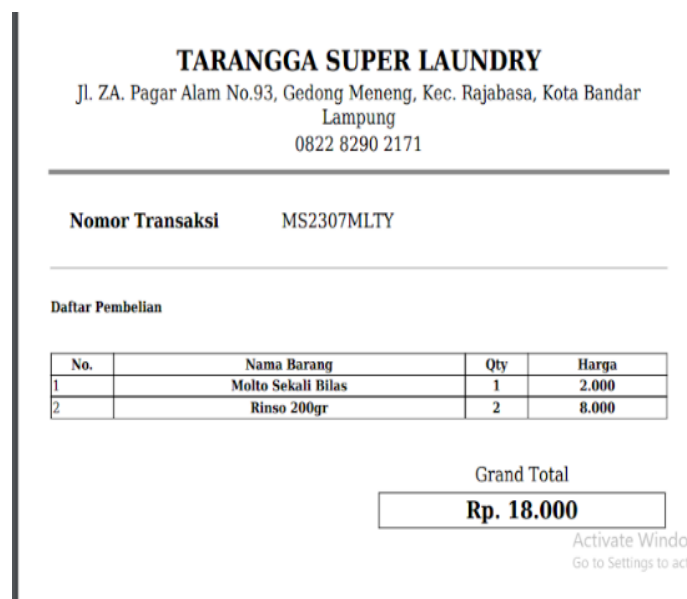 TARANGGA SUPER LAUNDRY
Jl. ZA. Pagar Alam No.93, Gedong Meneng, Kec. Rajabasa, Kota Bandar
Lampung
0822 8290 2171
Nomor Transaksi MS2307MLTY
Daftar Pembelian
No. Nama Barang Qty Harga
1 Molto Sekali Bilas 1 2.000
2 Rinso 200gr 2 8.000
Grand Total
Rp. 18.000
Activate Windo
Go to Settings to act